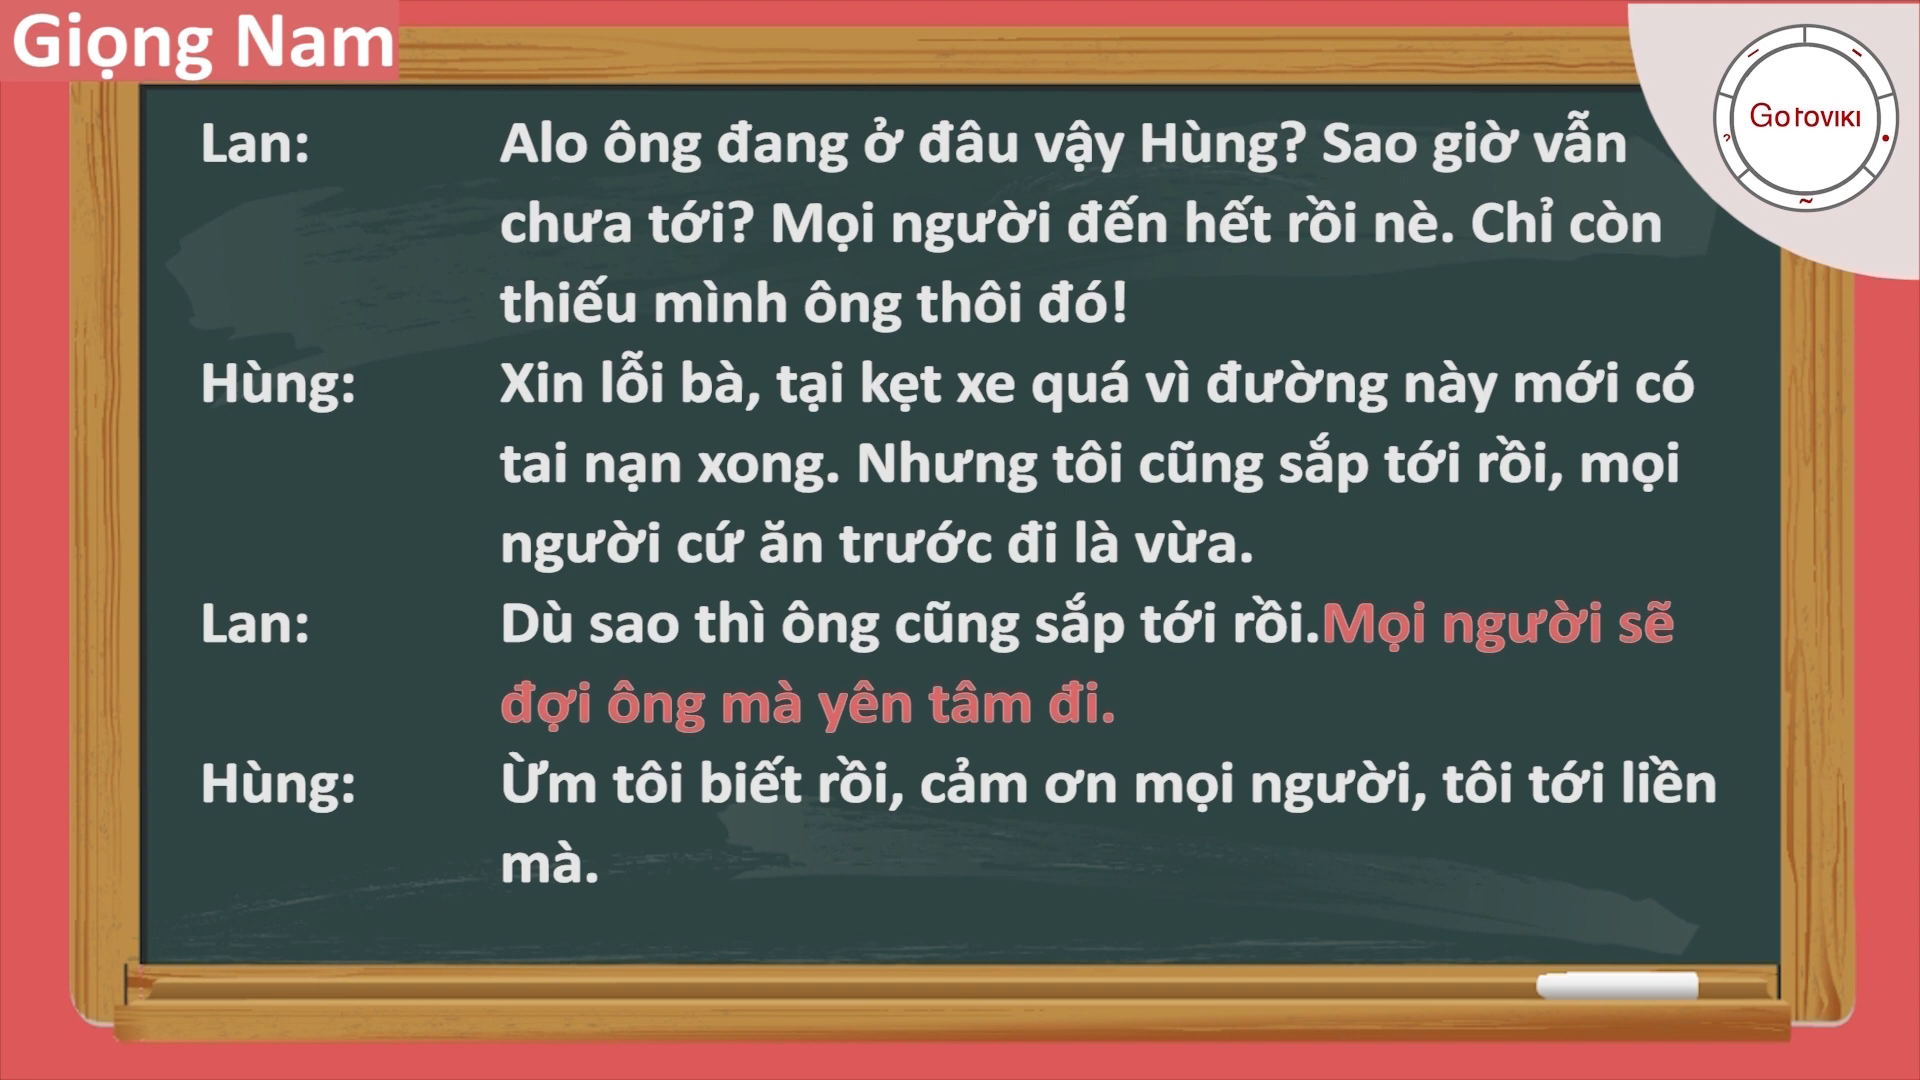 Giọng Nam
Gotoviki
Lan: Alo ông đang ở đâu vậy Hùng? Sao giờ vẫn
chưa tới? Mọi người đến hết rồi nè. Chỉ còn
thiếu mình ông thôi đó!
Hùng: Xin lỗi bà, tại kẹt xe quá vì đường này mới có
tai nạn xong. Nhưng tôi cũng sắp tới rồi, mọi
người cứ ăn trước đi là vừa.
Lan: Dù sao thì ông cũng sắp tới rồi.Mọi người sẽ
đợi ông mà yên tâm đi.
Hùng: Ừm tôi biết rồi, cảm ơn mọi người, tôi tới liền
mà.